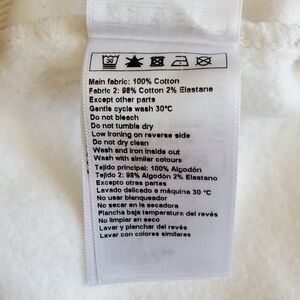 Main fabric: 100% Cotton
Fabric 2: 98% Cotton 2% Elastane
Except other parts
Gentle cycle wash 30°C
Do not bleach
Do not tumble dry
Low ironing on reverse side
Do not dry clean
Wash and iron inside out
Wash with similar colours
Tejido principal: 100% Algodón
Tejido 2: 98% Algodón 2% Elastano
Excepto otras partes
Lavado delicado a máquina 30 °C
No usar blanqueador
No secar en la secadora
Plancha baja temperatura del revés
No limpiar en seco
Lavar y planchar del revés
Lavar con colores similares